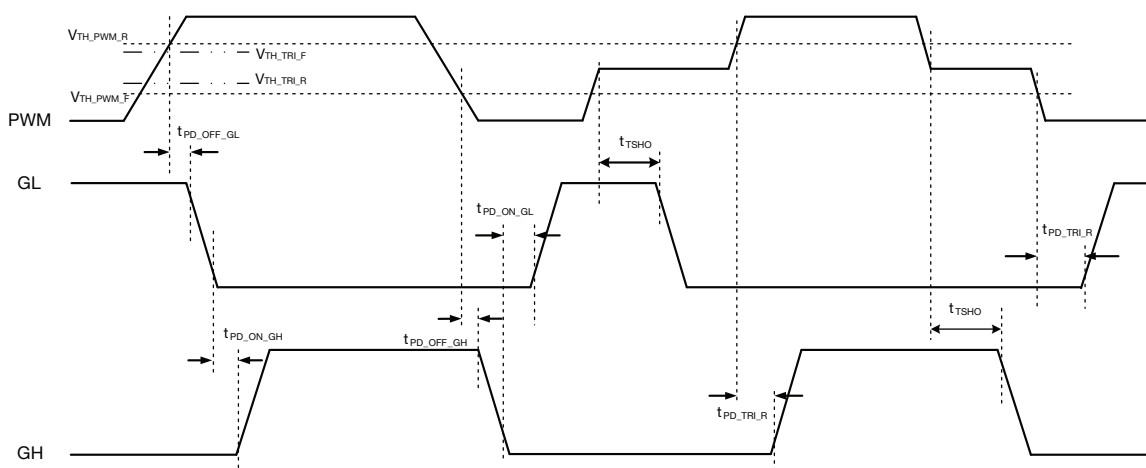 VTH_PWM_R
VTH_TRI_F
VTH_TRI_R
VTH_PWM_F
PWM
tPD_OFF_GL
tTSHO
GL
tPD_ON_GL
tPD_TRI_R
tTSHO
tPD_ON_GH
tPD_OFF_GH
tPD_TRI_R
GH